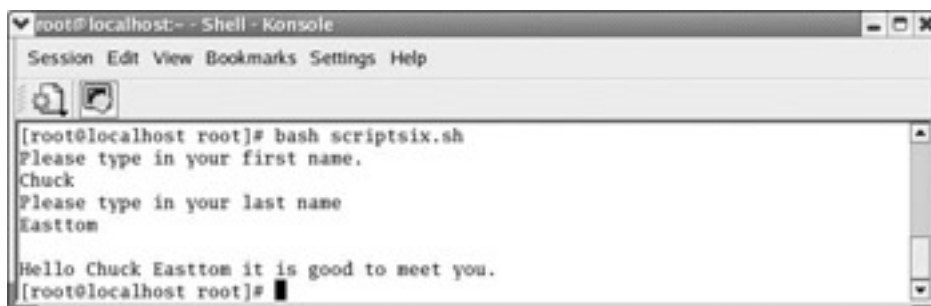 root@localhost:~ - Shell - Konsole
Session Edit View Bookmarks Settings Help
[root@localhost root]# bash scriptsix.sh
Please type in your first name.
Chuck
Please type in your last name
Easttom
Hello Chuck Easttom it is good to meet you.
[root@localhost root]#